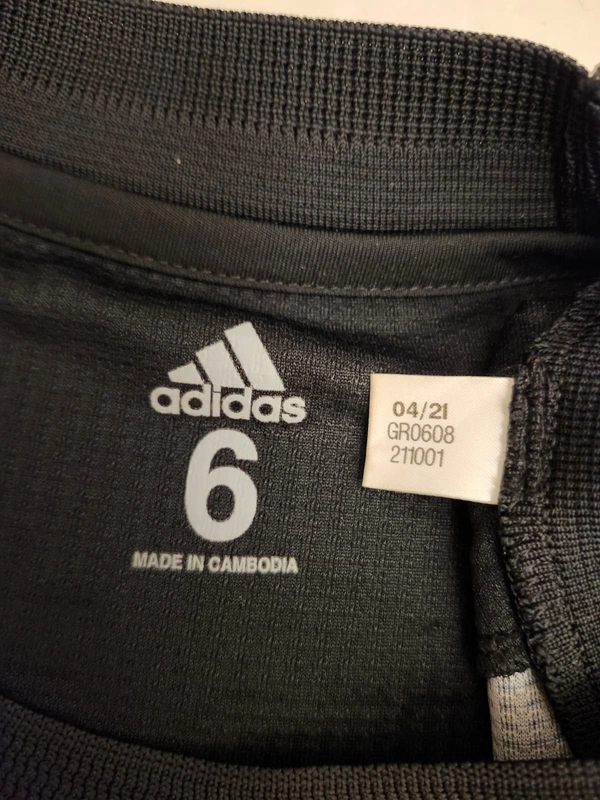 adidas
6
MADE IN CAMBODIA
04/21
GR0608
211001